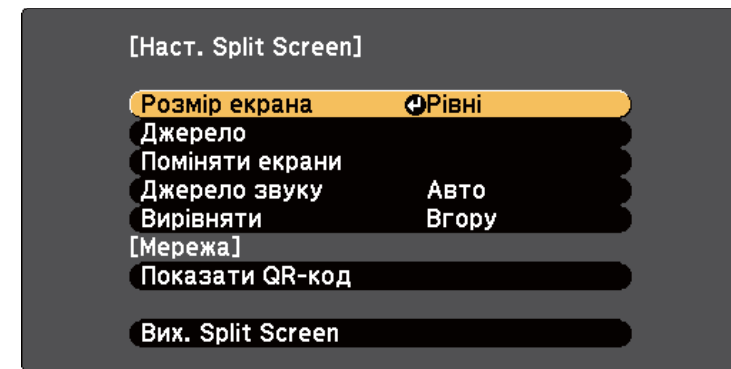 [Наст. Split Screen]
Розмір екрана Рівні
Джерело
Поміняти екрани
Джерело звуку Авто
Вирівняти Вгору
[Мережа]
Показати QR-код
Вих. Split Screen